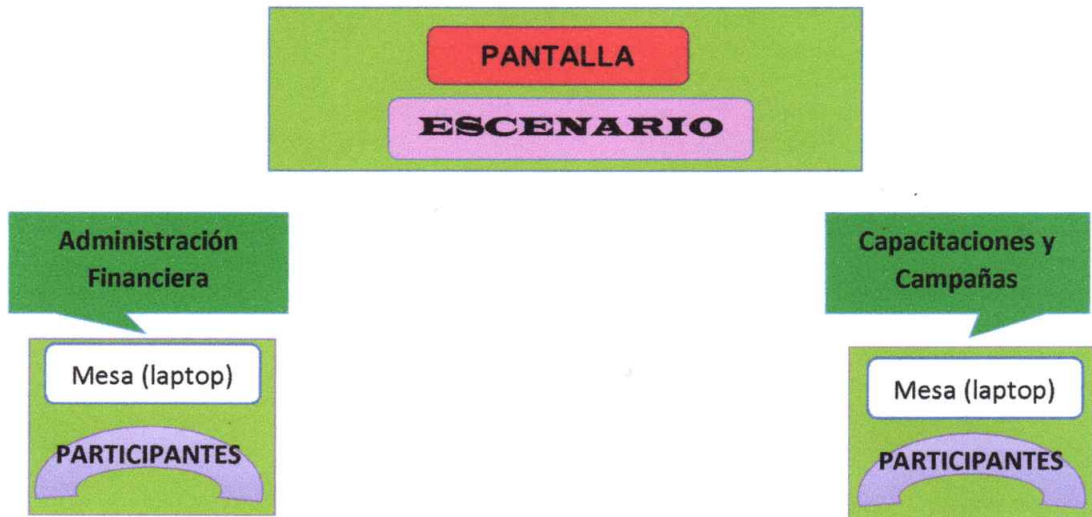 PANTALLA
ESCENARIO
Administración
Financiera
Mesa (laptop)
PARTICIPANTES
Capacitaciones y
Campañas
Mesa (laptop)
PARTICIPANTES